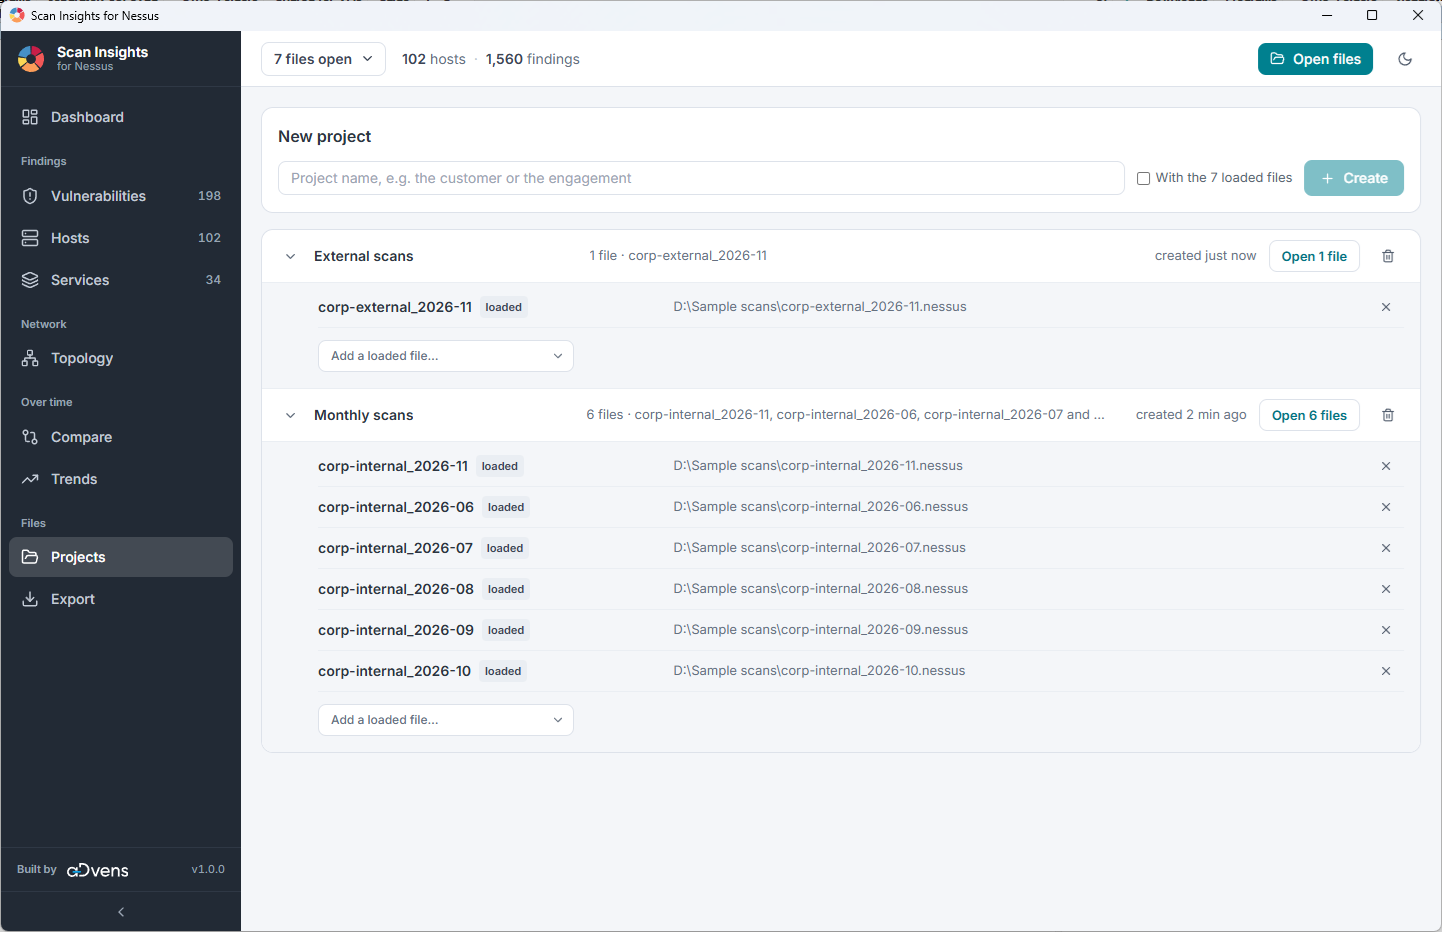 Scan Insights for Nessus
Scan Insights
for Nessus
7 files open
102 hosts · 1,560 findings
Open files
Dashboard
Findings
Vulnerabilities 198
Hosts 102
Services 34
Network
Topology
Over time
Compare
Trends
Files
Projects
Export
Built by advens v1.0.0
New project
Project name, e.g. the customer or the engagement
With the 7 loaded files
+ Create
External scans 1 file · corp-external_2026-11 created just now Open 1 file
corp-external_2026-11 loaded D:\Sample scans\corp-external_2026-11.nessus
Add a loaded file...
Monthly scans 6 files · corp-internal_2026-11, corp-internal_2026-06, corp-internal_2026-07 and ... created 2 min ago Open 6 files
corp-internal_2026-11 loaded D:\Sample scans\corp-internal_2026-11.nessus
corp-internal_2026-06 loaded D:\Sample scans\corp-internal_2026-06.nessus
corp-internal_2026-07 loaded D:\Sample scans\corp-internal_2026-07.nessus
corp-internal_2026-08 loaded D:\Sample scans\corp-internal_2026-08.nessus
corp-internal_2026-09 loaded D:\Sample scans\corp-internal_2026-09.nessus
corp-internal_2026-10 loaded D:\Sample scans\corp-internal_2026-10.nessus
Add a loaded file...